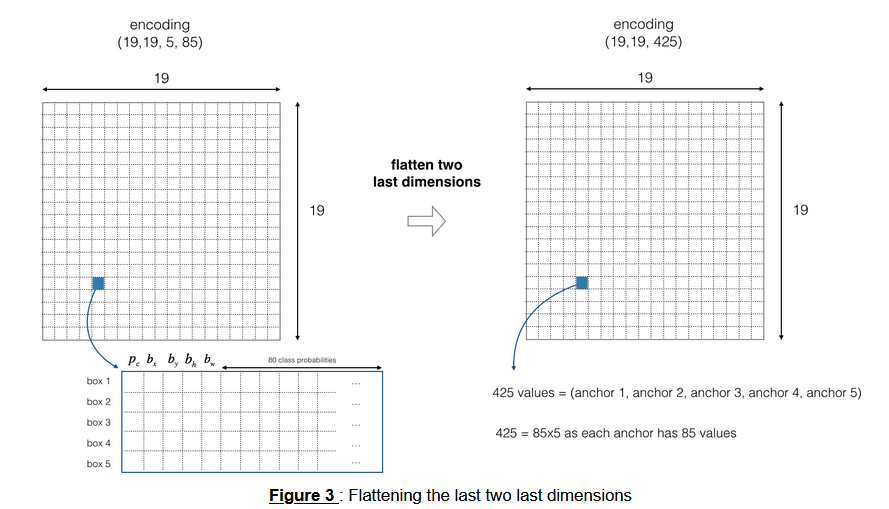 encoding
(19,19, 5, 85)
19
19
p_c b_x b_y b_h b_w
80 class probabilities
box 1 ...
box 2 ...
box 3 ...
box 4 ...
box 5 ...
flatten two
last dimensions
encoding
(19,19, 425)
19
19
425 values = (anchor 1, anchor 2, anchor 3, anchor 4, anchor 5)
425 = 85x5 as each anchor has 85 values
Figure 3 : Flattening the last two last dimensions